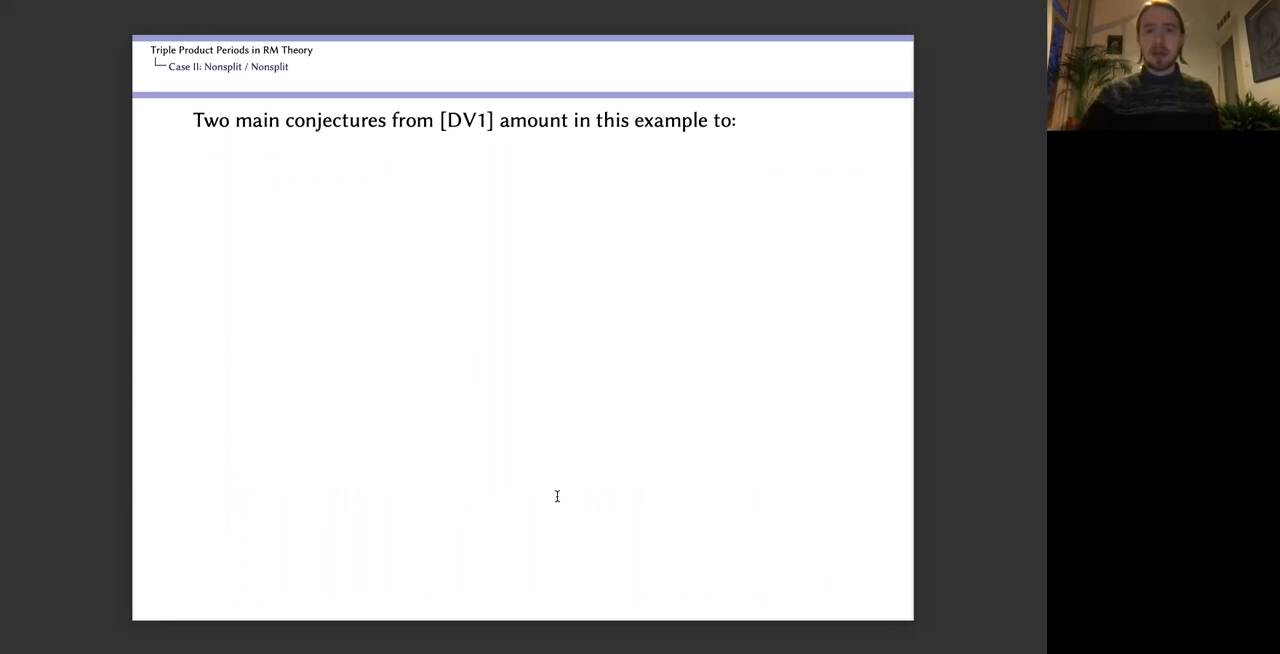 Triple Product Periods in RM Theory
Case II: Nonsplit / Nonsplit
Two main conjectures from [DV1] amount in this example to: